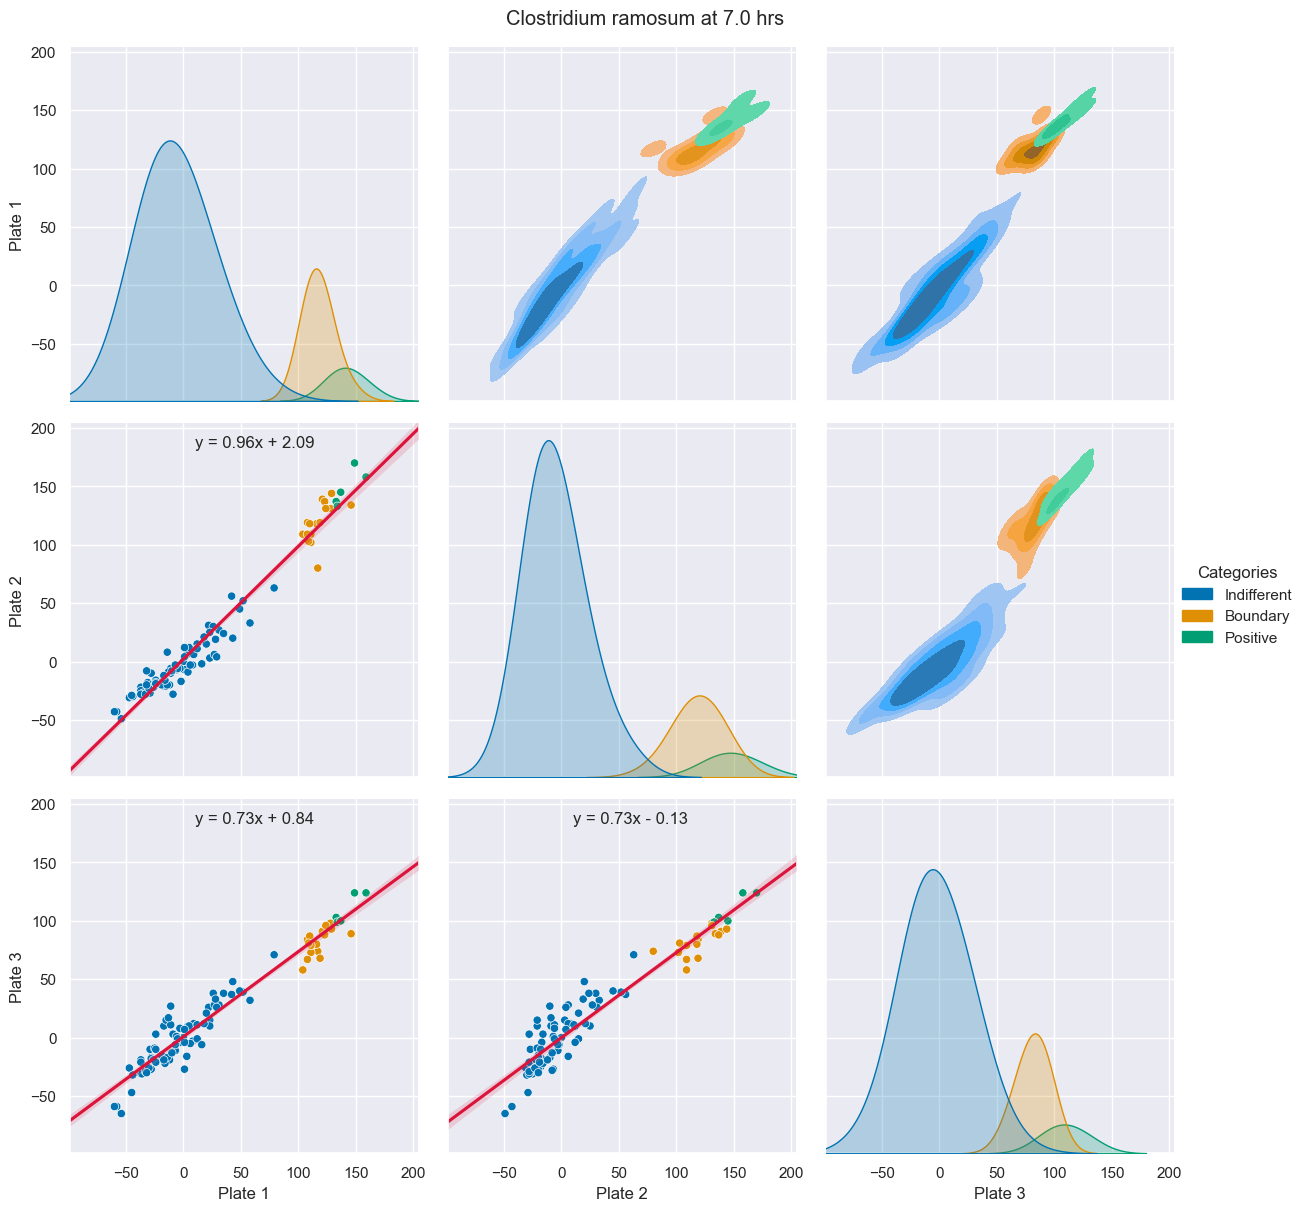 Clostridium ramosum at 7.0 hrs
200
150
100
50
0
−50
Plate 1
y = 0.96x + 2.09
200
150
100
50
0
−50
Plate 2
Categories
Indifferent
Boundary
Positive
y = 0.73x + 0.84
y = 0.73x - 0.13
200
150
100
50
0
−50
Plate 3
−50 0 50 100 150 200
−50 0 50 100 150 200
−50 0 50 100 150 200
Plate 1
Plate 2
Plate 3